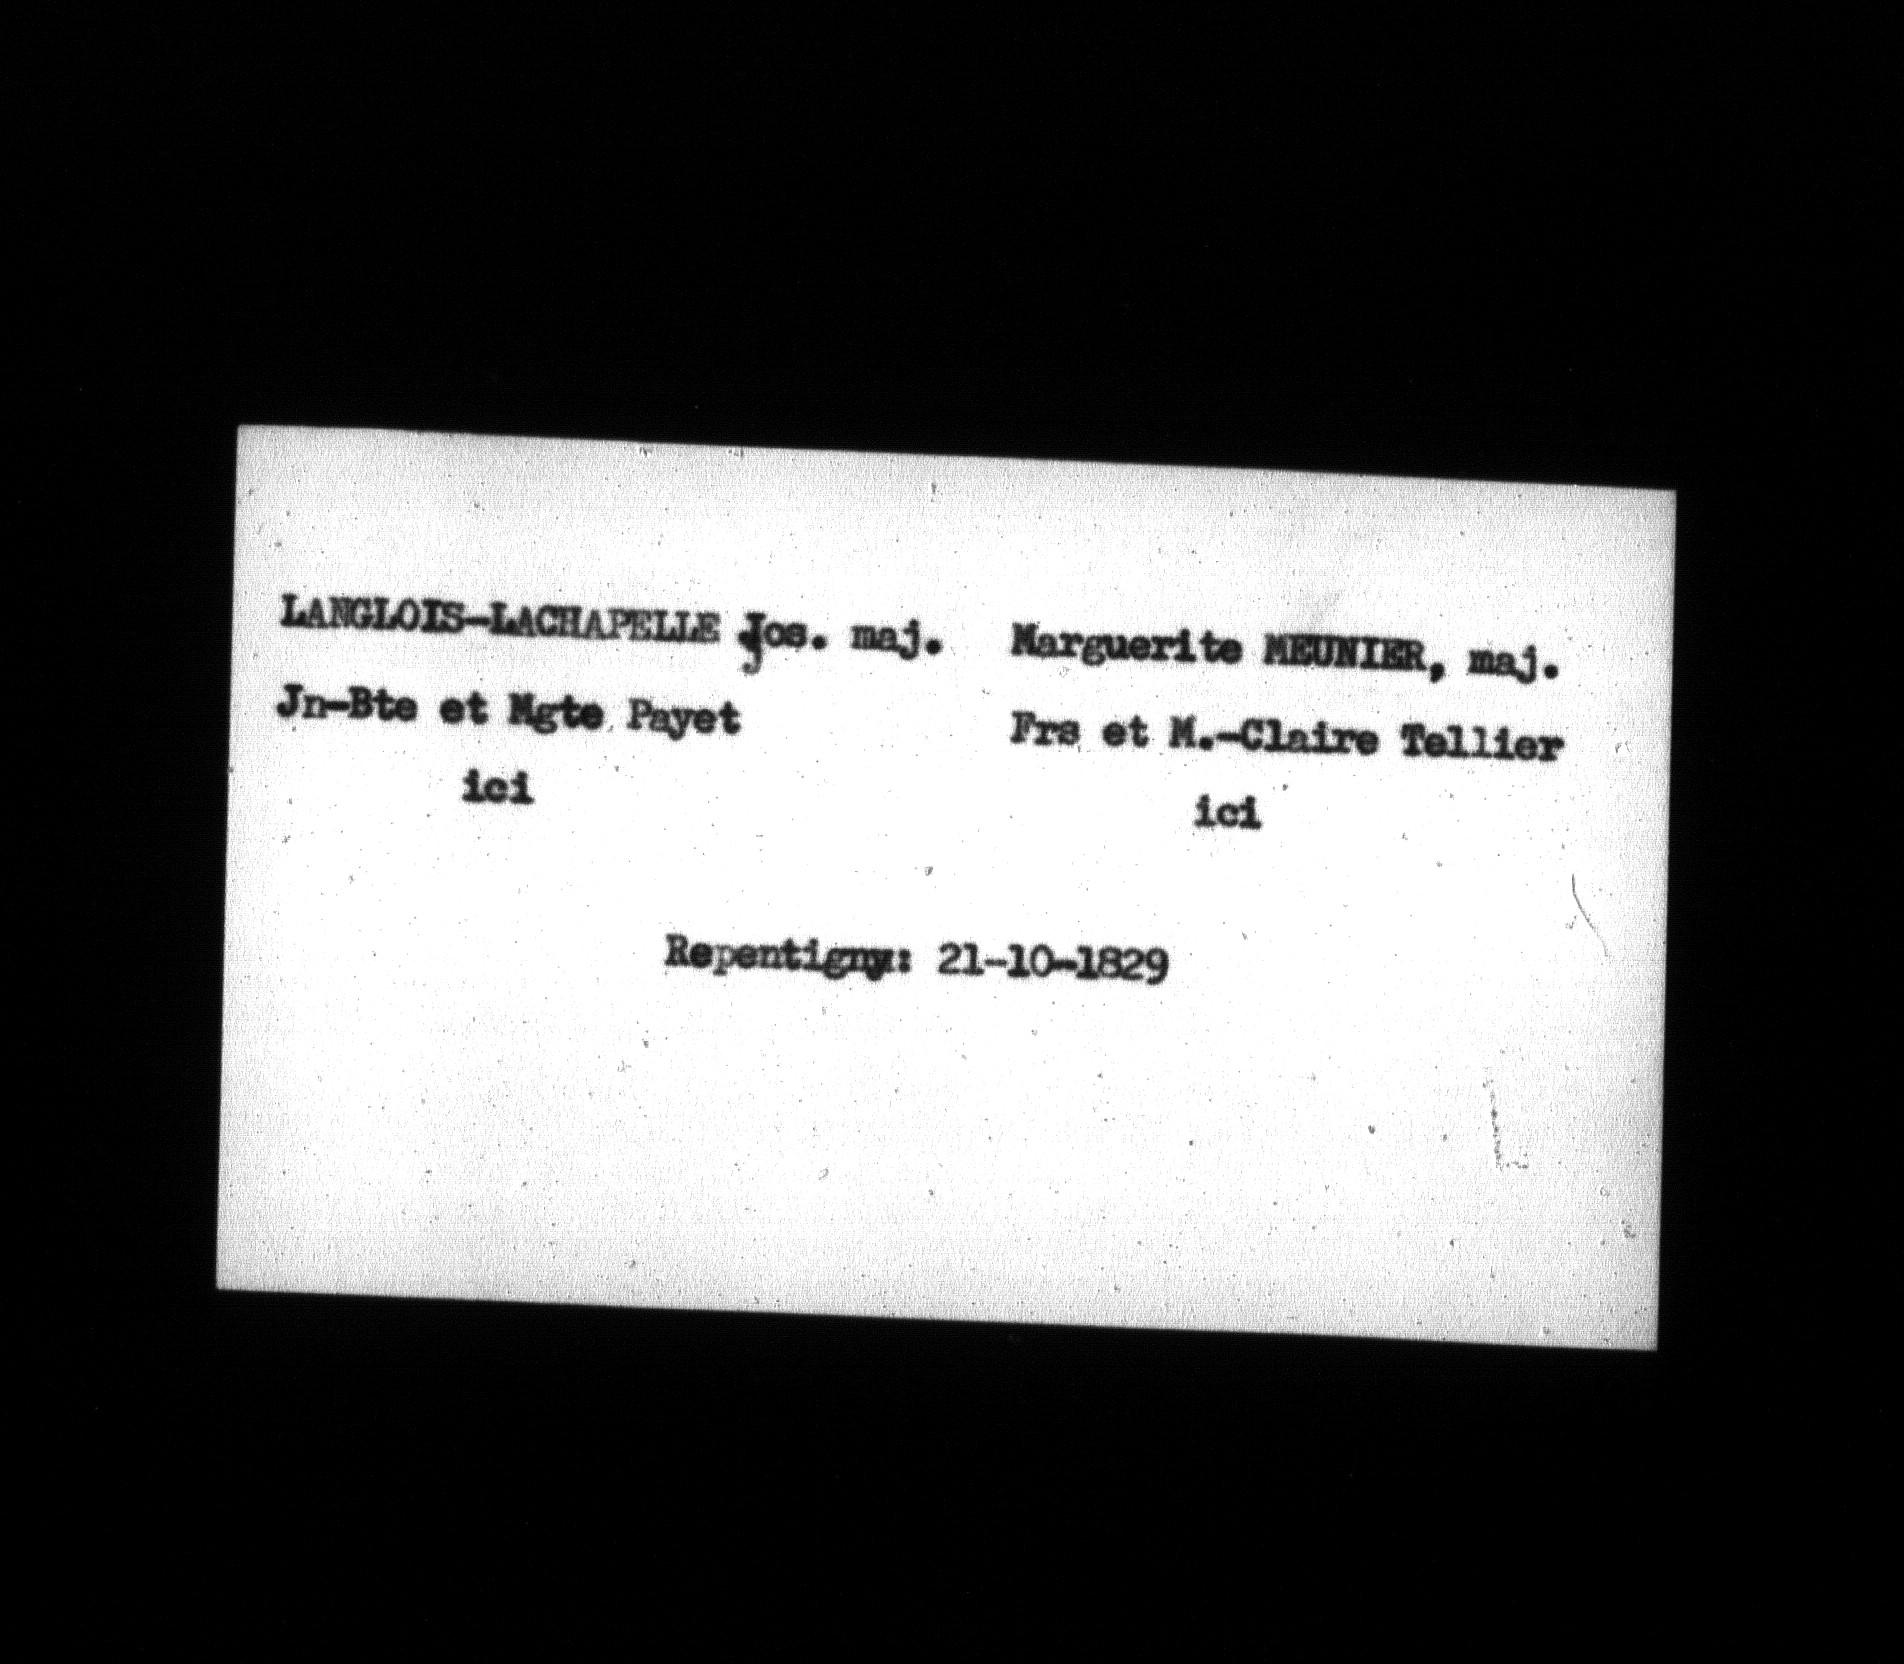 LANGLOIS-LACHAPELLE Jos. maj. Marguerite MEUNIER, maj.
Jn-Bte et Mgte Payet Frs et M.-Claire Tellier
ici ici
Repentigny: 21-10-1829